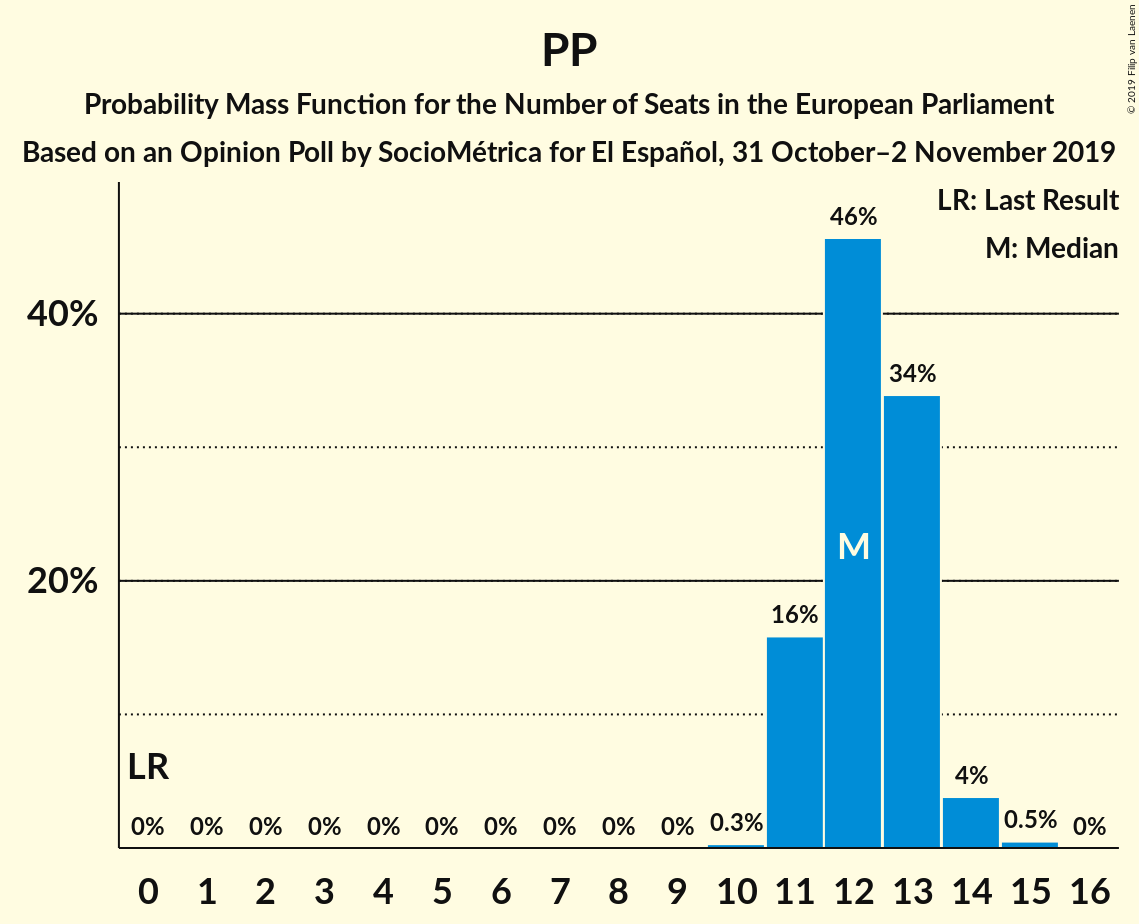 PP
Probability Mass Function for the Number of Seats in the European Parliament
Based on an Opinion Poll by SocioMétrica for El Español, 31 October–2 November 2019
© 2019 Filip van Laenen
LR: Last Result
M: Median
46%
40%
34%
M
20%
16%
LR
4%
0% 0% 0% 0% 0% 0% 0% 0% 0% 0% 0.3% 0.5% 0%
0 1 2 3 4 5 6 7 8 9 10 11 12 13 14 15 16